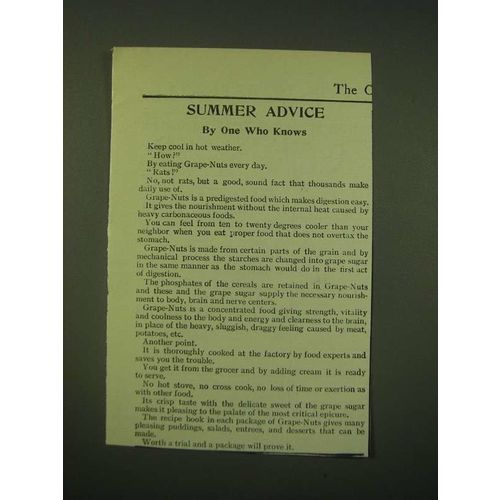 The C
SUMMER ADVICE
By One Who Knows
Keep cool in hot weather.
"How?"
By eating Grape-Nuts every day.
"Rats!"
No, not rats, but a good, sound fact that thousands make
daily use of.
Grape-Nuts is a predigested food which makes digestion easy.
It gives the nourishment without the internal heat caused by
heavy carbonaceous foods.
You can feel from ten to twenty degrees cooler than your
neighbor when you eat proper food that does not overtax the
stomach.
Grape-Nuts is made from certain parts of the grain and by
mechanical process the starches are changed into grape sugar
in the same manner as the stomach would do in the first act
of digestion.
The phosphates of the cereals are retained in Grape-Nuts
and these and the grape sugar supply the necessary nourish-
ment to body, brain and nerve centers.
Grape-Nuts is a concentrated food giving strength, vitality
and coolness to the body and energy and clearness to the brain,
in place of the heavy, sluggish, draggy feeling caused by meat,
potatoes, etc.
Another point.
It is thoroughly cooked at the factory by food experts and
saves you the trouble.
You get it from the grocer and by adding cream it is ready
to serve.
No hot stove, no cross cook, no loss of time or exertion as
with other food.
Its crisp taste with the delicate sweet of the grape sugar
makes it pleasing to the palate of the most critical epicure.
The recipe book in each package of Grape-Nuts gives many
pleasing puddings, salads, entrees, and desserts that can be
made.
Worth a trial and a package will prove it.